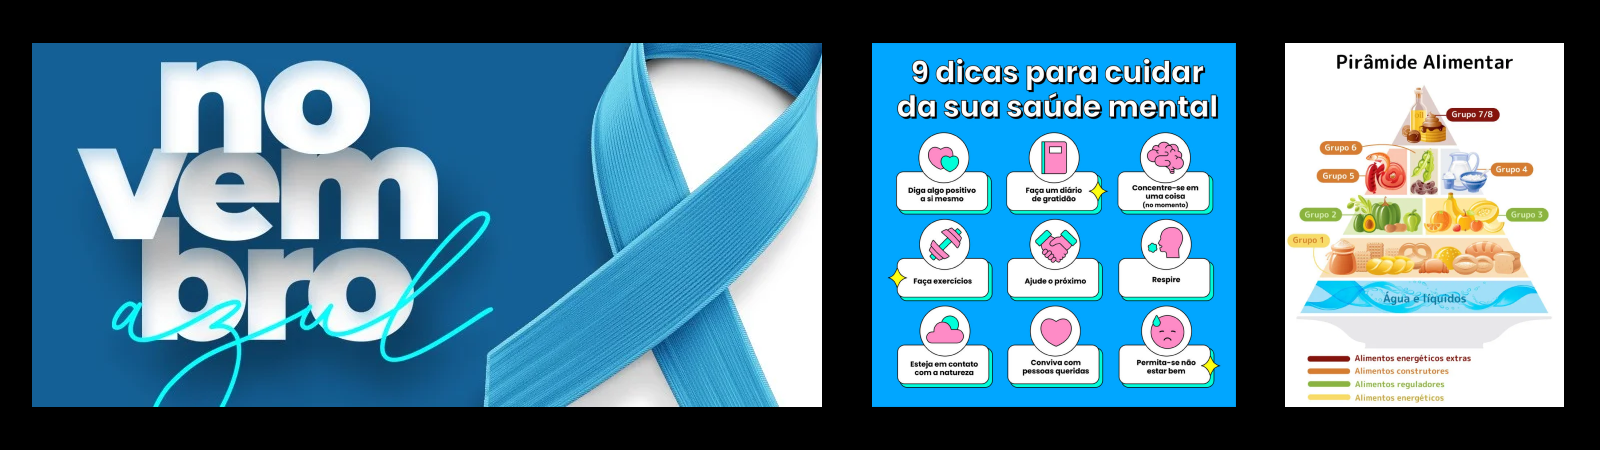 no
vem
bro
azul
9 dicas para cuidar
da sua saúde mental
Diga algo positivo
a si mesmo
Faça um diário
de gratidão
Concentre-se em
uma coisa
(no momento)
Faça exercícios
Ajude o próximo
Respire
Esteja em contato
com a natureza
Conviva com
pessoas queridas
Permita-se não
estar bem
Pirâmide Alimentar
Grupo 7/8
Grupo 6
Grupo 5
Grupo 4
Grupo 2
Grupo 3
Grupo 1
Água e líquidos
Alimentos energéticos extras
Alimentos construtores
Alimentos reguladores
Alimentos energéticos